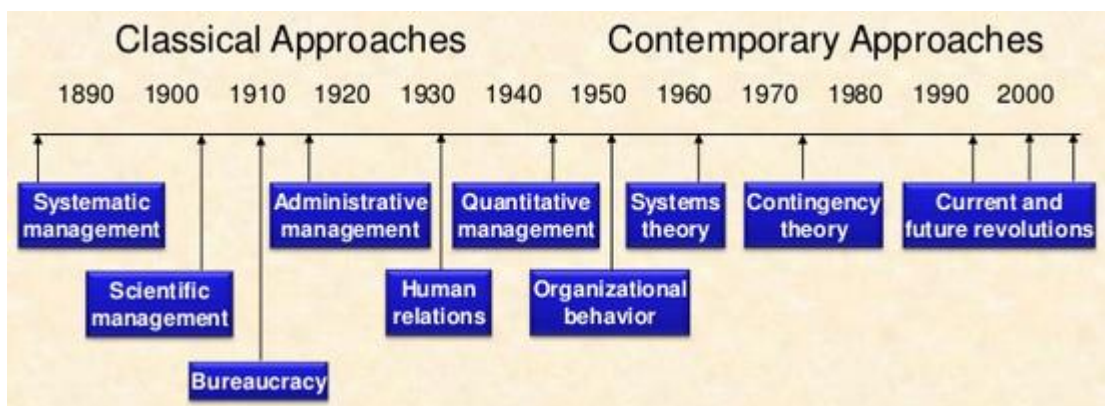 Classical Approaches Contemporary Approaches
1890 1900 1910 1920 1930 1940 1950 1960 1970 1980 1990 2000
Systematic
management
Administrative
management
Quantitative
management
Systems
theory
Contingency
theory
Current and
future revolutions
Scientific
management
Human
relations
Organizational
behavior
Bureaucracy